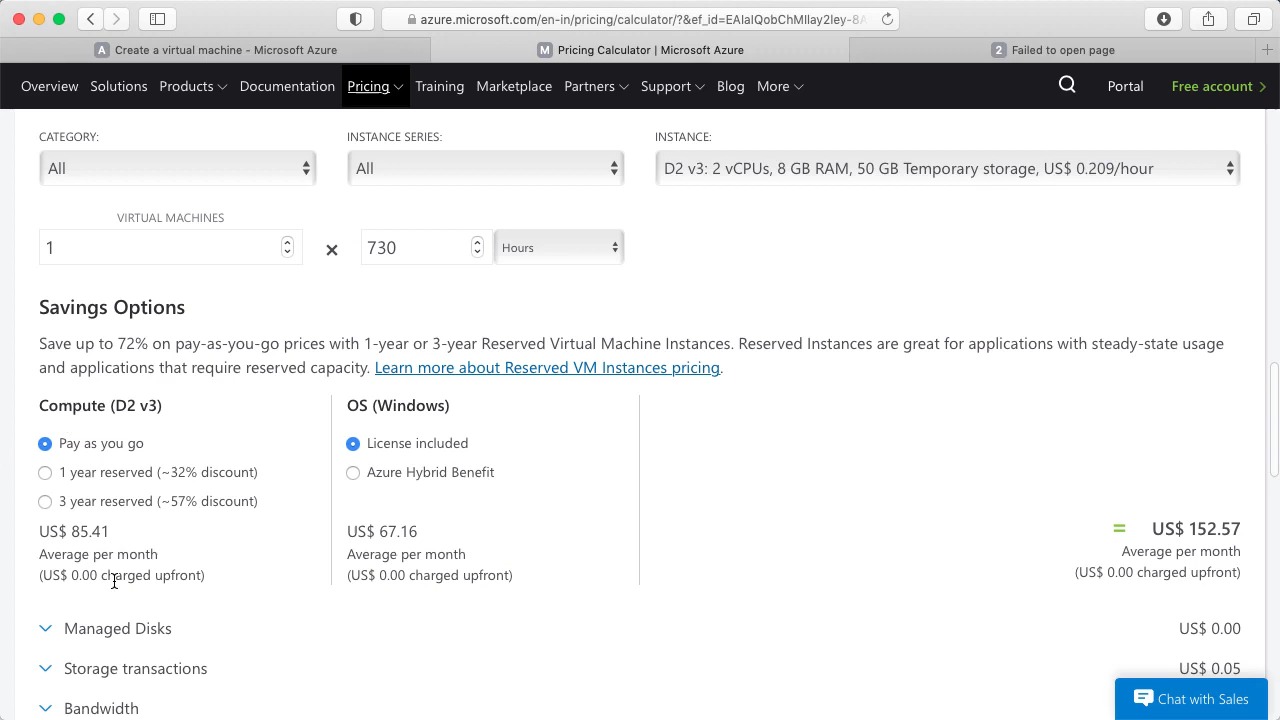 azure.microsoft.com/en-in/pricing/calculator/?&ef_id=
A Create a virtual machine - Microsoft Azure
M Pricing Calculator | Microsoft Azure
2 Failed to open page
Overview Solutions Products Documentation Pricing Training Marketplace Partners Support Blog More Portal Free account
CATEGORY: INSTANCE SERIES: INSTANCE:
All All D2 v3: 2 vCPUs, 8 GB RAM, 50 GB Temporary storage, US$ 0.209/hour
VIRTUAL MACHINES
1 × 730 Hours
Savings Options
Save up to 72% on pay-as-you-go prices with 1-year or 3-year Reserved Virtual Machine Instances. Reserved Instances are great for applications with steady-state usage
and applications that require reserved capacity. Learn more about Reserved VM Instances pricing.
Compute (D2 v3) OS (Windows)
Pay as you go License included
1 year reserved (~32% discount) Azure Hybrid Benefit
3 year reserved (~57% discount)
US$ 85.41 US$ 67.16 = US$ 152.57
Average per month Average per month Average per month
(US$ 0.00 charged upfront) (US$ 0.00 charged upfront) (US$ 0.00 charged upfront)
Managed Disks US$ 0.00
Storage transactions US$ 0.05
Bandwidth
Chat with Sales